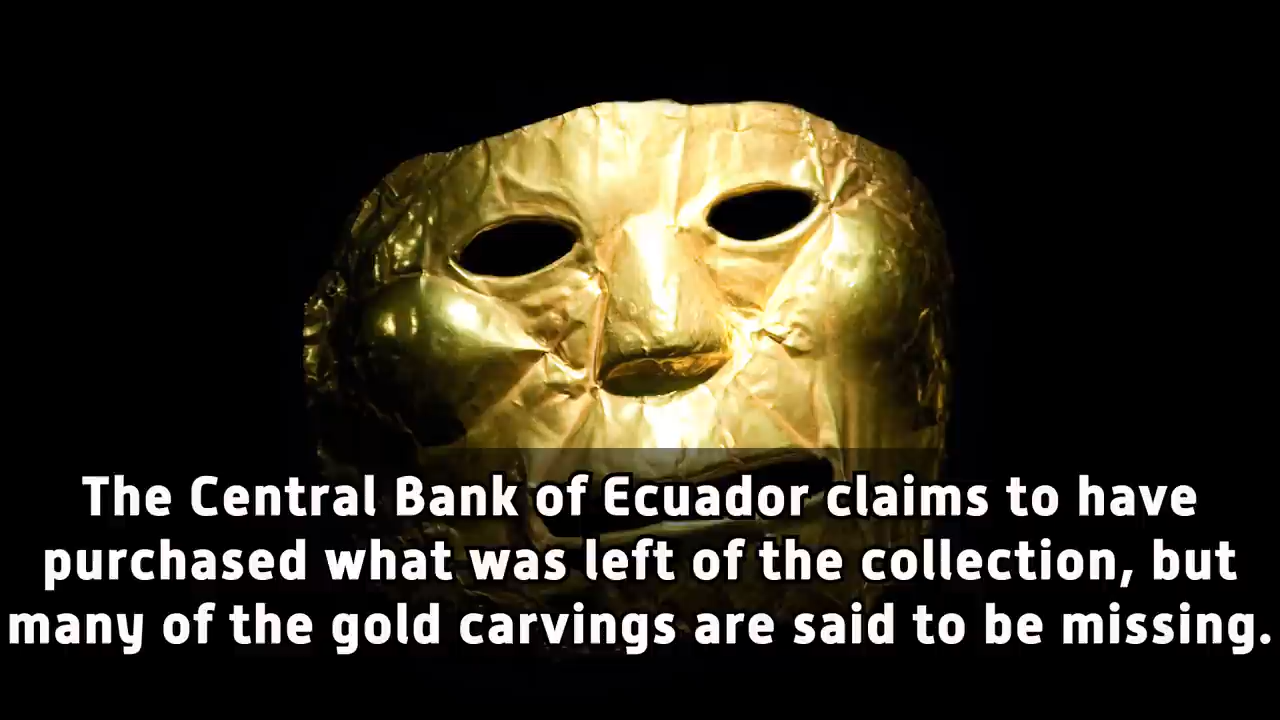 The Central Bank of Ecuador claims to have
purchased what was left of the collection, but
many of the gold carvings are said to be missing.